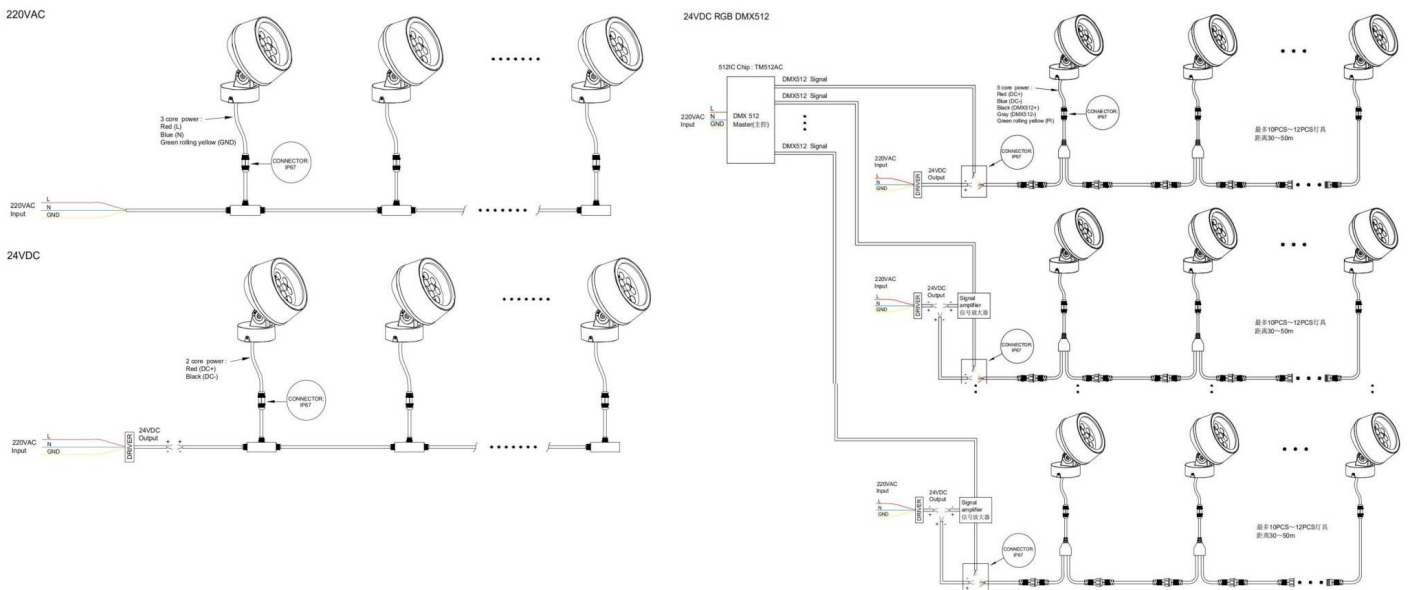 220VAC
3 core power :
Red (L)
Blue (N)
Green rolling yellow (GND)
CONNECTOR:
IP67
220VAC
Input
L
N
GND
24VDC
2 core power :
Red (DC+)
Black (DC-)
CONNECTOR:
IP67
220VAC
Input
L
N
GND
DRIVER
24VDC
Output
+ +
- -
24VDC RGB DMX512
512IC Chip : TM512AC
220VAC
Input
L
N
GND
DMX 512
Master(主控)
DMX512 Signal
DMX512 Signal
DMX512 Signal
5 core power :
Red (DC+)
Blue (DC-)
Black (DMX512+)
Gray (DMX512-)
Green rolling yellow (PI)
CONNECTOR:
IP67
最多10PCS～12PCS灯具
距离30～50m
CONNECTOR:
IP67
220VAC
Input
L
N
GND
DRIVER
24VDC
Output
220VAC
Input
L
N
GND
DRIVER
24VDC
Output
Signal
amplifier
信号放大器
CONNECTOR:
IP67
最多10PCS～12PCS灯具
距离30～50m
220VAC
Input
L
N
GND
DRIVER
24VDC
Output
Signal
amplifier
信号放大器
CONNECTOR:
IP67
最多10PCS～12PCS灯具
距离30～50m